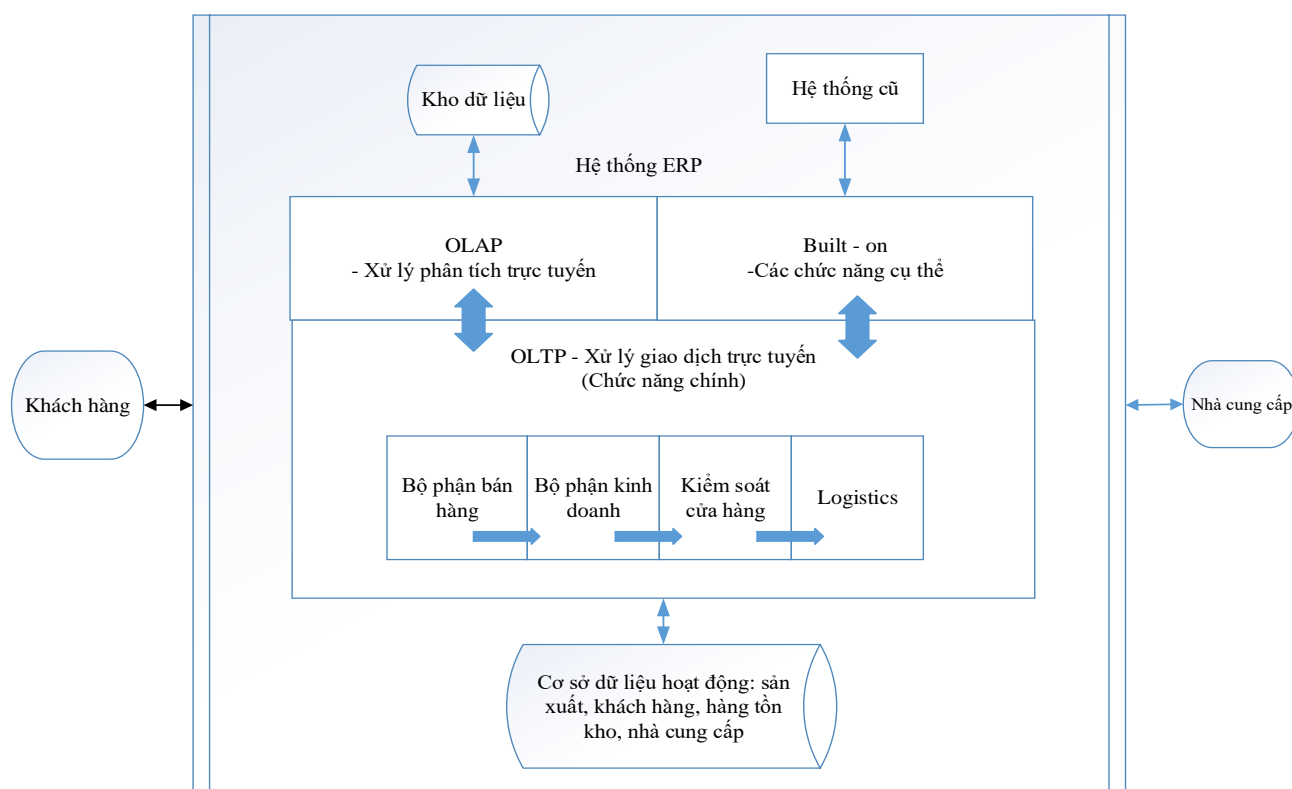 Kho dữ liệu
Hệ thống cũ
Hệ thống ERP
OLAP
- Xử lý phân tích trực tuyến
Built - on
-Các chức năng cụ thể
OLTP - Xử lý giao dịch trực tuyến
(Chức năng chính)
Khách hàng
Nhà cung cấp
Bộ phận bán
hàng
Bộ phận kinh
doanh
Kiểm soát
cửa hàng
Logistics
Cơ sở dữ liệu hoạt động: sản
xuất, khách hàng, hàng tồn
kho, nhà cung cấp